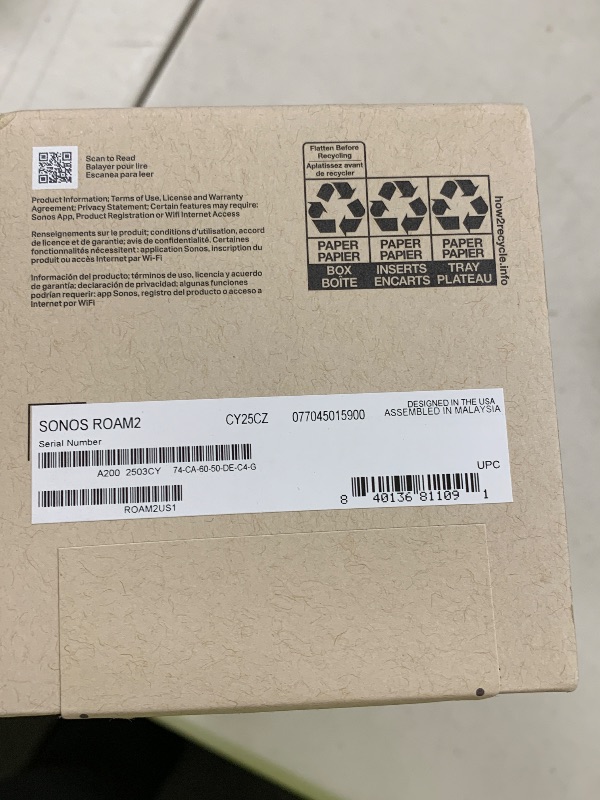 Scan to Read
Balayer pour lire
Escanea para leer
Product Information; Terms of Use, License and Warranty
Agreement; Privacy Statement; Certain features may require:
Sonos App, Product Registration or Wifi Internet Access
Renseignements sur le produit; conditions d'utilisation, accord
de licence et de garantie; avis de confidentialité. Certaines
fonctionnalités nécessitent : application Sonos, inscription du
produit ou accès Internet par Wi-Fi
Información del producto; términos de uso, licencia y acuerdo
de garantía; declaración de privacidad; algunas funciones
podrían requerir: app Sonos, registro del producto o acceso a
Internet por WiFi
Flatten Before
Recycling
Aplatissez avant
de recycler
PAPER PAPER PAPER
PAPIER PAPIER PAPIER
BOX INSERTS TRAY
BOÎTE ENCARTS PLATEAU
how2recycle.info
SONOS ROAM2 CY25CZ 077045015900
DESIGNED IN THE USA
ASSEMBLED IN MALAYSIA
Serial Number
A200 2503CY 74-CA-60-50-DE-C4-G
ROAM2US1
UPC
8 40136 81109 1